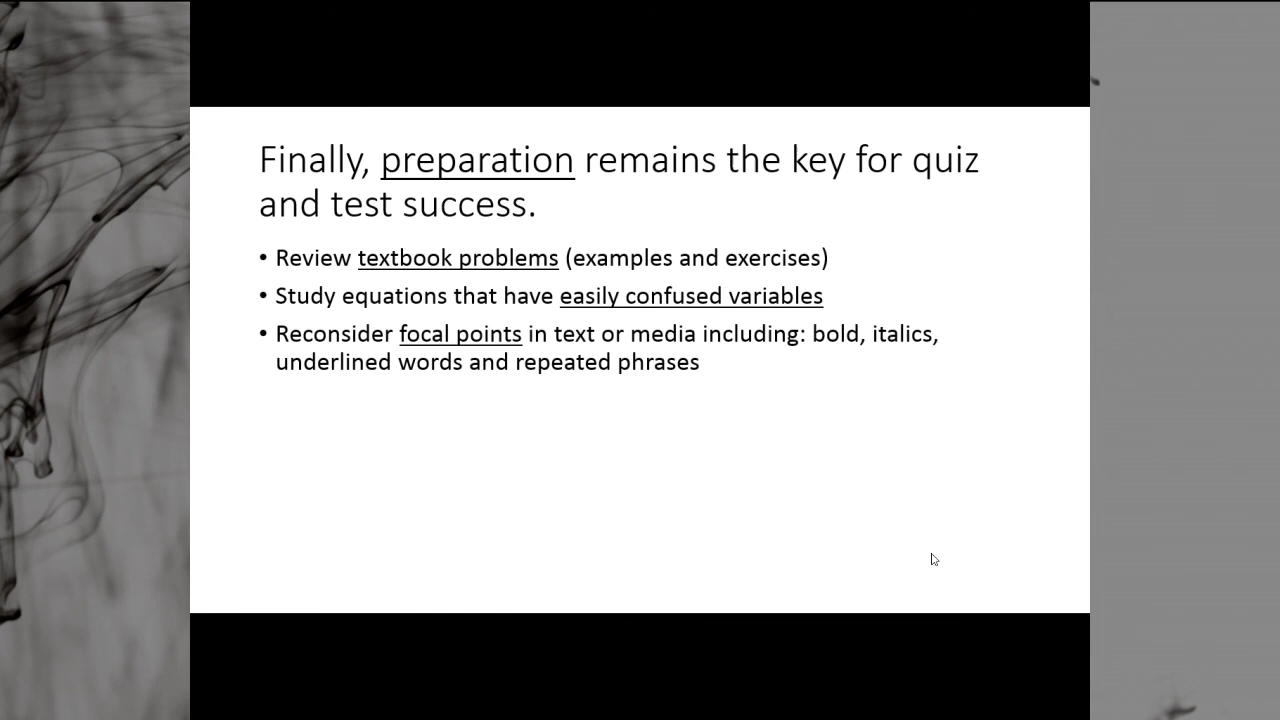 Finally, preparation remains the key for quiz
and test success.
• Review textbook problems (examples and exercises)
• Study equations that have easily confused variables
• Reconsider focal points in text or media including: bold, italics,
underlined words and repeated phrases